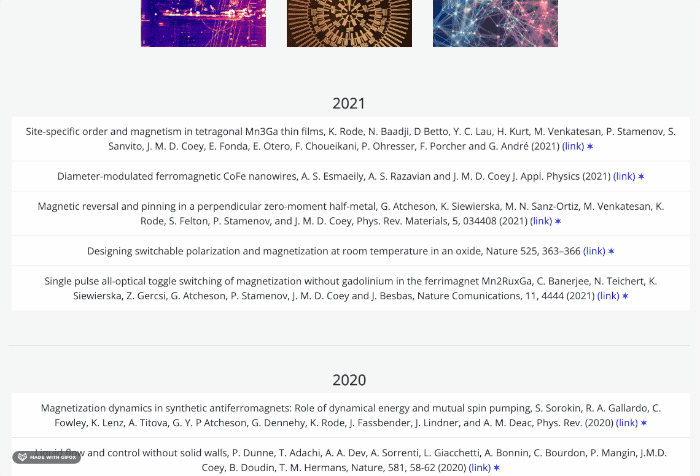 2021
Site-specific order and magnetism in tetragonal Mn3Ga thin films, K. Rode, N. Baadji, D Betto, Y. C. Lau, H. Kurt, M. Venkatesan, P. Stamenov, S.
Sanvito, J. M. D. Coey, E. Fonda, E. Otero, F. Choueikani, P. Ohresser, F. Porcher and G. André (2021) (link) ✶
Diameter-modulated ferromagnetic CoFe nanowires, A. S. Esmaeily, A. S. Razavian and J. M. D. Coey J. Appl. Physics (2021) (link) ✶
Magnetic reversal and pinning in a perpendicular zero-moment half-metal, G. Atcheson, K. Siewierska, M. N. Sanz-Ortiz, M. Venkatesan, K.
Rode, S. Felton, P. Stamenov, and J. M. D. Coey, Phys. Rev. Materials, 5, 034408 (2021) (link) ✶
Designing switchable polarization and magnetization at room temperature in an oxide, Nature 525, 363–366 (link) ✶
Single pulse all-optical toggle switching of magnetization without gadolinium in the ferrimagnet Mn2RuxGa, C. Banerjee, N. Teichert, K.
Siewierska, Z. Gercsi, G. Atcheson, P. Stamenov, J. M. D. Coey and J. Besbas, Nature Comunications, 11, 4444 (2021) (link) ✶
2020
Magnetization dynamics in synthetic antiferromagnets: Role of dynamical energy and mutual spin pumping, S. Sorokin, R. A. Gallardo, C.
Fowley, K. Lenz, A. Titova, G. Y. P Atcheson, G. Dennehy, K. Rode, J. Fassbender, J. Lindner, and A. M. Deac, Phys. Rev. (2020) (link) ✶
Liquid flow and control without solid walls, P. Dunne, T. Adachi, A. A. Dev, A. Sorrenti, L. Giacchetti, A. Bonnin, C. Bourdon, P. Mangin, J.M.D.
MADE WITH GIFOX
Coey, B. Doudin, T. M. Hermans, Nature, 581, 58-62 (2020) (link) ✶